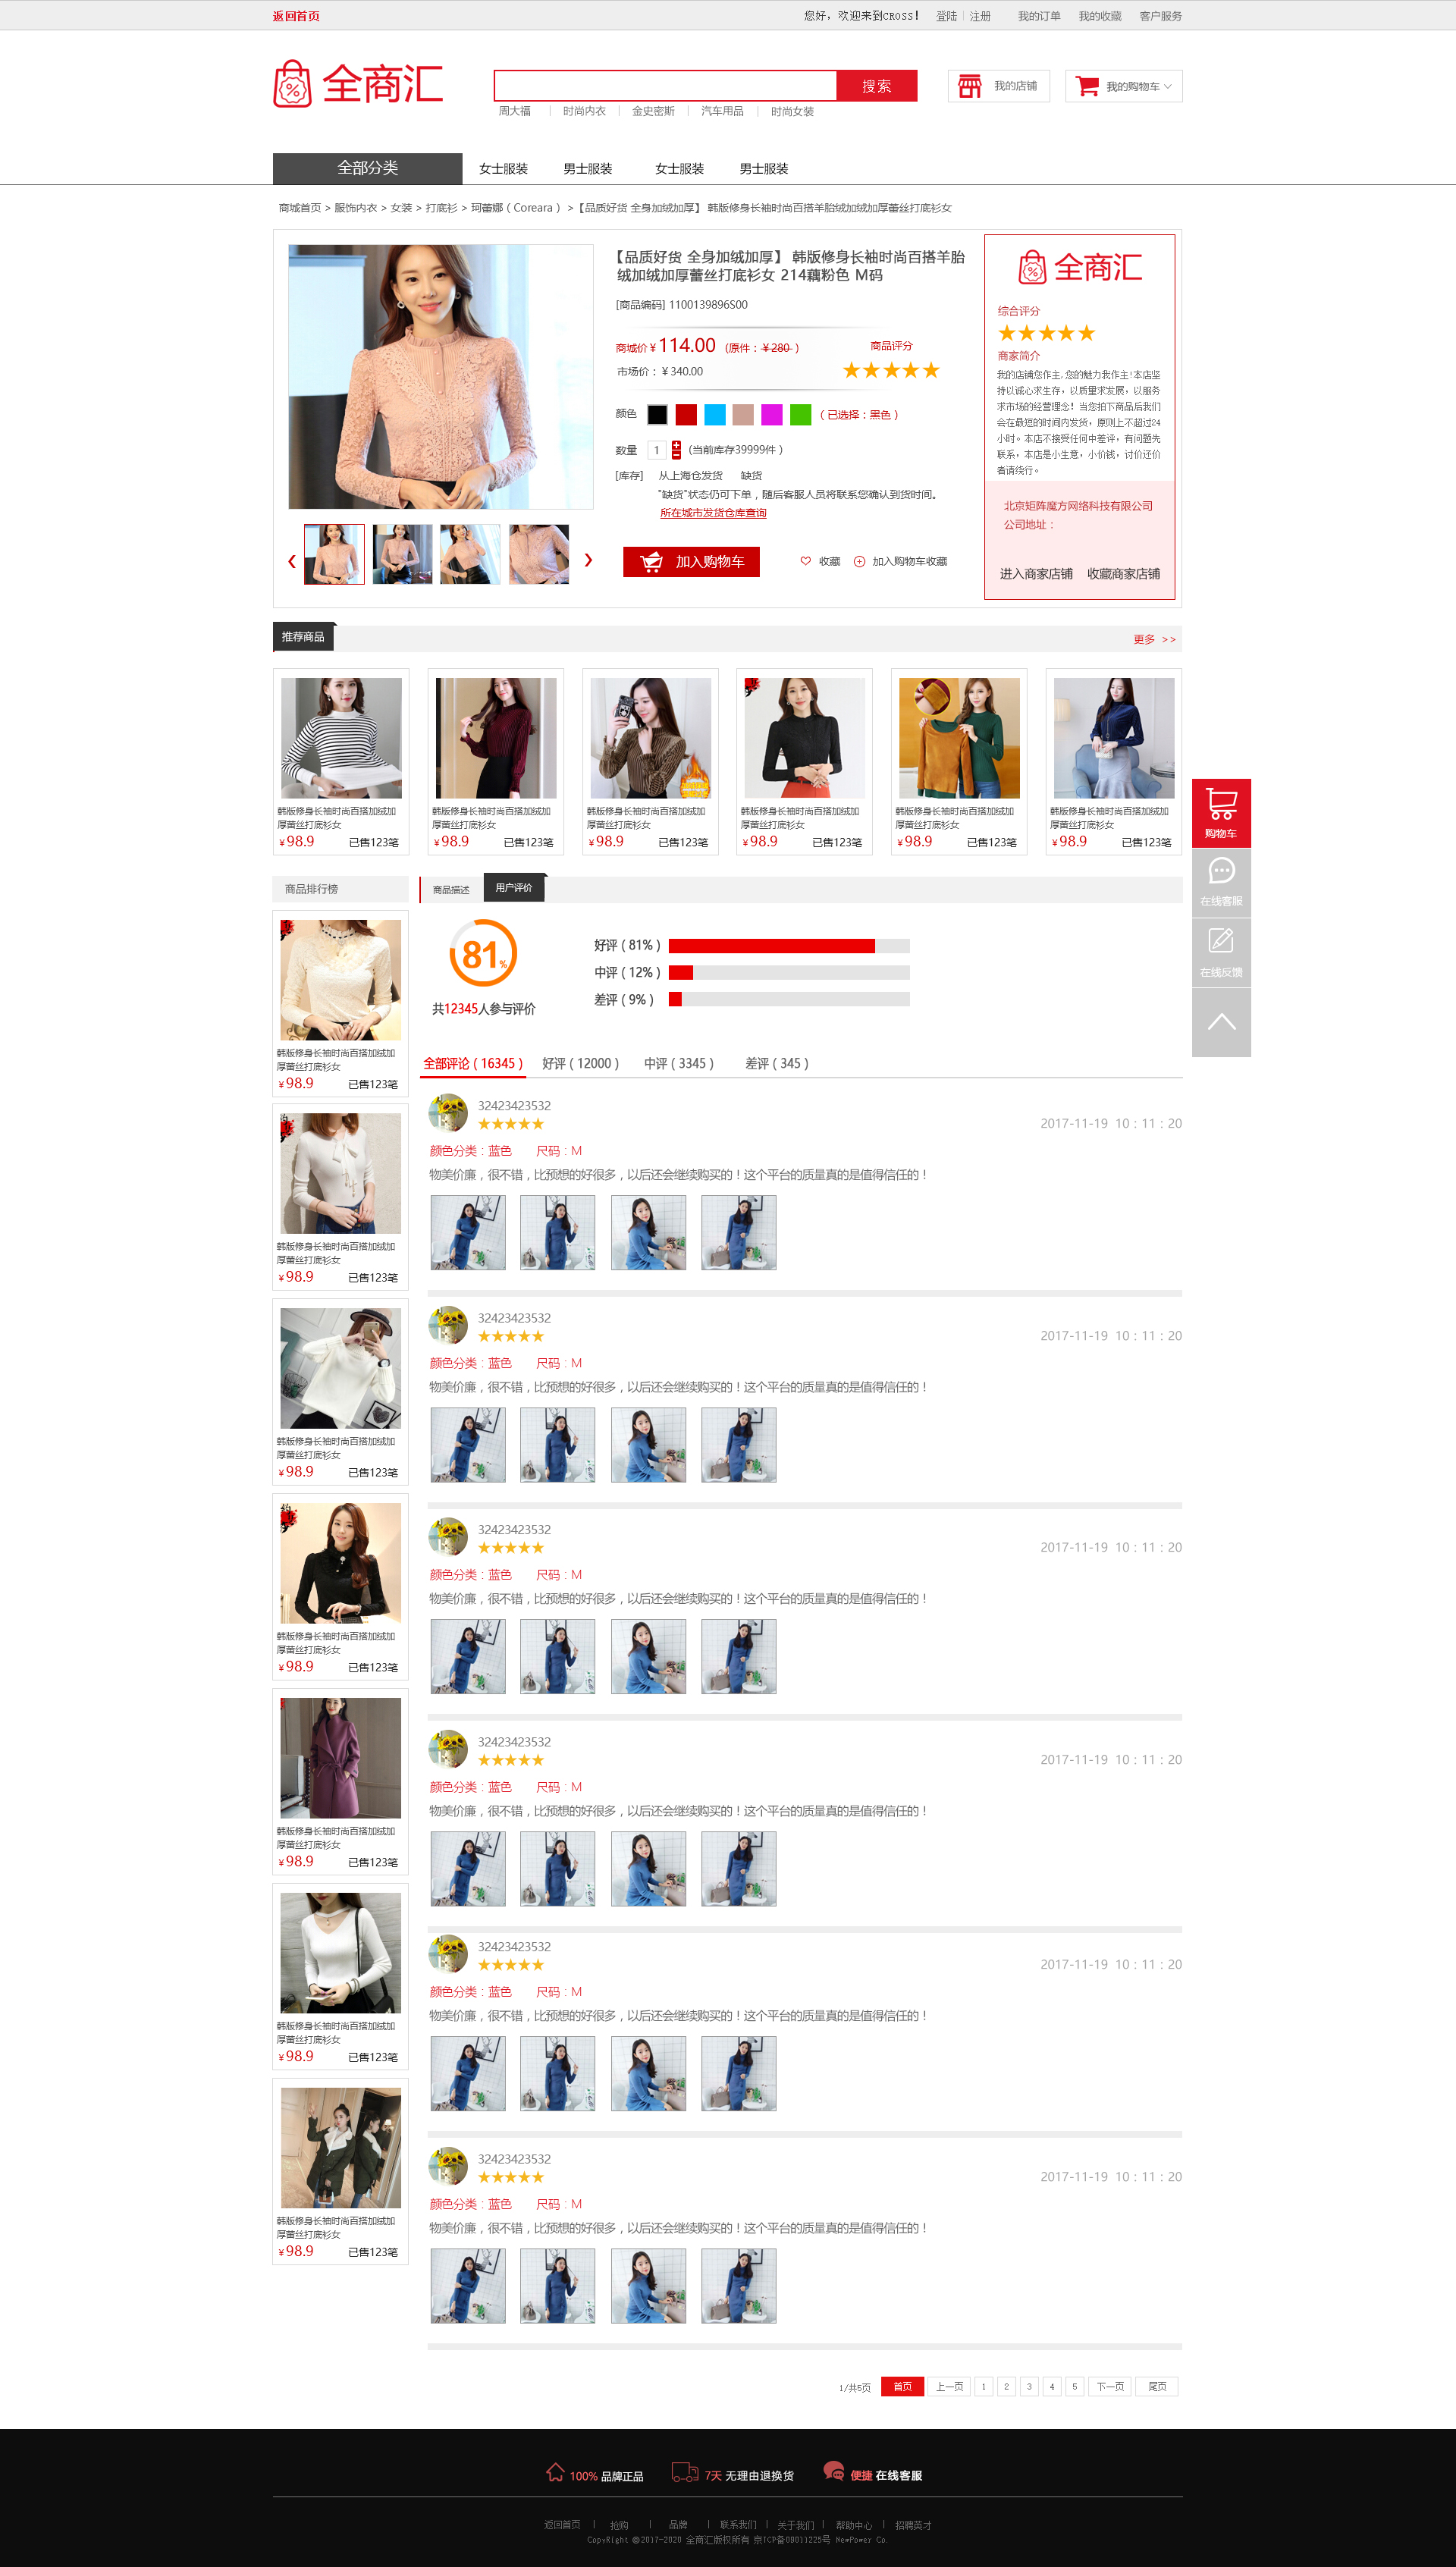 返回首页
您好，欢迎来到CROSS！ 登陆 | 注册 我的订单 我的收藏 客户服务
全商汇
搜索
我的店铺
我的购物车
周大福 | 时尚内衣 | 金史密斯 | 汽车用品 | 时尚女装
全部分类 女士服装 男士服装 女士服装 男士服装
商城首页 > 服饰内衣 > 女装 > 打底衫 > 珂蕾娜（Coreara） >【品质好货 全身加绒加厚】 韩版修身长袖时尚百搭羊胎绒加绒加厚蕾丝打底衫女
【品质好货 全身加绒加厚】 韩版修身长袖时尚百搭羊胎
绒加绒加厚蕾丝打底衫女 214藕粉色 M码
[商品编码] 1100139896S00
商城价￥114.00 （原件：￥280-）
商品评分
市场价：￥340.00
颜色
（已选择：黑色）
数量 1 （当前库存39999件）
[库存] 从上海仓发货 缺货
"缺货"状态仍可下单，随后客服人员将联系您确认到货时间。
所在城市发货仓库查询
加入购物车
收藏
加入购物车收藏
全商汇
综合评分
商家简介
我的店铺您作主,您的魅力我作主!本店坚
持以诚心求生存，以质量求发展，以服务
求市场的经营理念！当您拍下商品后我们
会在最短的时间内发货，原则上不超过24
小时。本店不接受任何中差评，有问题先
联系，本店是小生意，小价钱，讨价还价
者请绕行。
北京矩阵魔方网络科技有限公司
公司地址：
进入商家店铺 收藏商家店铺
推荐商品
更多 >>
韩版修身长袖时尚百搭加绒加
厚蕾丝打底衫女
￥98.9 已售123笔
韩版修身长袖时尚百搭加绒加
厚蕾丝打底衫女
￥98.9 已售123笔
韩版修身长袖时尚百搭加绒加
厚蕾丝打底衫女
￥98.9 已售123笔
韩版修身长袖时尚百搭加绒加
厚蕾丝打底衫女
￥98.9 已售123笔
韩版修身长袖时尚百搭加绒加
厚蕾丝打底衫女
￥98.9 已售123笔
韩版修身长袖时尚百搭加绒加
厚蕾丝打底衫女
￥98.9 已售123笔
购物车
在线客服
在线反馈
商品排行榜
韩版修身长袖时尚百搭加绒加
厚蕾丝打底衫女
￥98.9 已售123笔
韩版修身长袖时尚百搭加绒加
厚蕾丝打底衫女
￥98.9 已售123笔
韩版修身长袖时尚百搭加绒加
厚蕾丝打底衫女
￥98.9 已售123笔
韩版修身长袖时尚百搭加绒加
厚蕾丝打底衫女
￥98.9 已售123笔
韩版修身长袖时尚百搭加绒加
厚蕾丝打底衫女
￥98.9 已售123笔
韩版修身长袖时尚百搭加绒加
厚蕾丝打底衫女
￥98.9 已售123笔
韩版修身长袖时尚百搭加绒加
厚蕾丝打底衫女
￥98.9 已售123笔
商品描述 用户评价
81%
共12345人参与评价
好评（81%）
中评（12%）
差评（9%）
全部评论（16345） 好评（12000） 中评（3345） 差评（345）
32423423532
2017-11-19 10：11：20
颜色分类：蓝色 尺码：M
物美价廉，很不错，比预想的好很多，以后还会继续购买的！这个平台的质量真的是值得信任的！
32423423532
2017-11-19 10：11：20
颜色分类：蓝色 尺码：M
物美价廉，很不错，比预想的好很多，以后还会继续购买的！这个平台的质量真的是值得信任的！
32423423532
2017-11-19 10：11：20
颜色分类：蓝色 尺码：M
物美价廉，很不错，比预想的好很多，以后还会继续购买的！这个平台的质量真的是值得信任的！
32423423532
2017-11-19 10：11：20
颜色分类：蓝色 尺码：M
物美价廉，很不错，比预想的好很多，以后还会继续购买的！这个平台的质量真的是值得信任的！
32423423532
2017-11-19 10：11：20
颜色分类：蓝色 尺码：M
物美价廉，很不错，比预想的好很多，以后还会继续购买的！这个平台的质量真的是值得信任的！
32423423532
2017-11-19 10：11：20
颜色分类：蓝色 尺码：M
物美价廉，很不错，比预想的好很多，以后还会继续购买的！这个平台的质量真的是值得信任的！
1/共5页 首页 上一页 1 2 3 4 5 下一页 尾页
100% 品牌正品 7天 无理由退换货 便捷 在线客服
返回首页 | 抢购 | 品牌 | 联系我们 | 关于我们 | 帮助中心 | 招聘英才
CopyRight ©2017-2020 全商汇版权所有 京ICP备09011225号 NewPower Co.